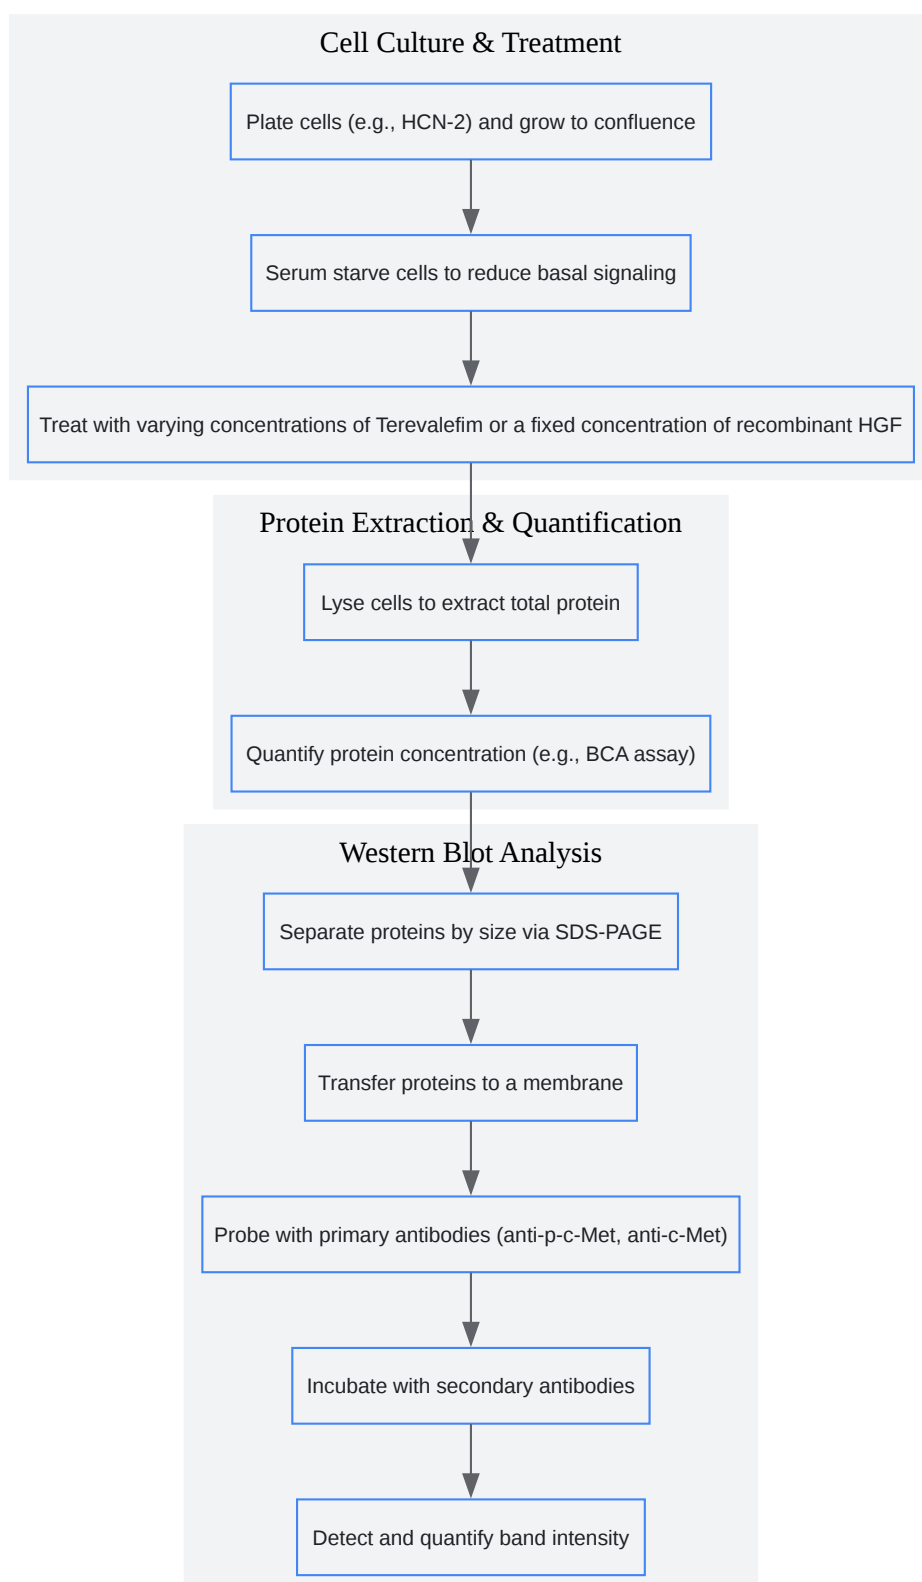 Cell Culture & Treatment
Plate cells (e.g., HCN-2) and grow to confluence
Serum starve cells to reduce basal signaling
Treat with varying concentrations of Terevalefim or a fixed concentration of recombinant HGF
Protein Extraction & Quantification
Lyse cells to extract total protein
Quantify protein concentration (e.g., BCA assay)
Western Blot Analysis
Separate proteins by size via SDS-PAGE
Transfer proteins to a membrane
Probe with primary antibodies (anti-p-c-Met, anti-c-Met)
Incubate with secondary antibodies
Detect and quantify band intensity